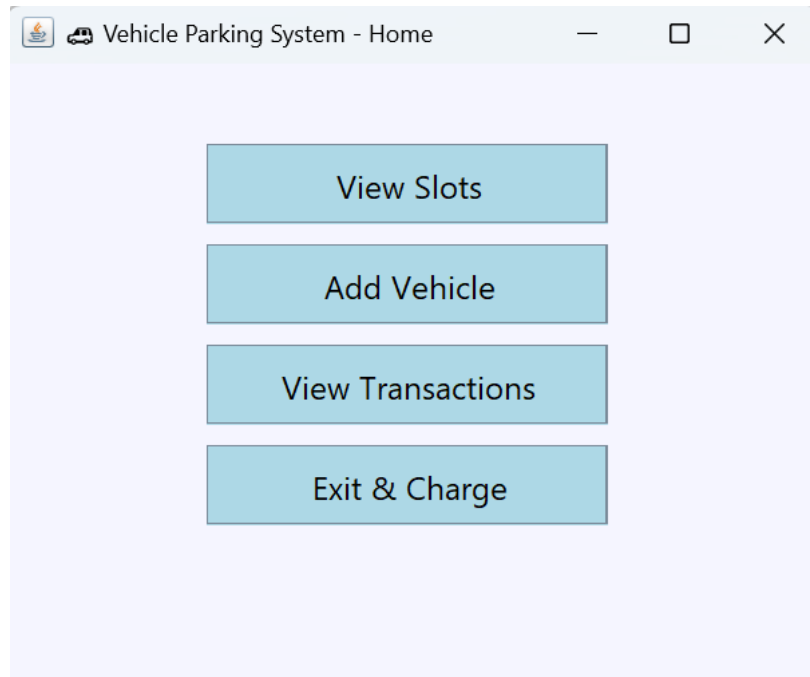 Vehicle Parking System - Home
View Slots
Add Vehicle
View Transactions
Exit & Charge